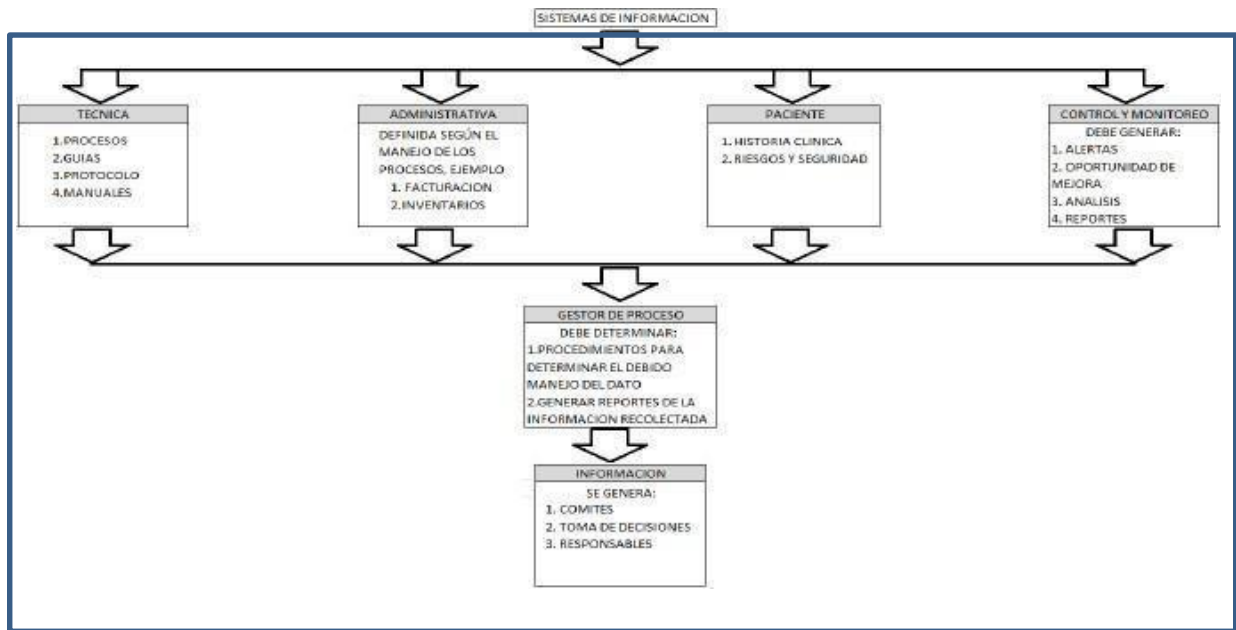 SISTEMAS DE INFORMACION
TECNICA
1.PROCESOS
2.GUIAS
3.PROTOCOLO
4.MANUALES
ADMINISTRATIVA
DEFINIDA SEGÚN EL
MANEJO DE LOS
PROCESOS, EJEMPLO
1. FACTURACION
2.INVENTARIOS
PACIENTE
1. HISTORIA CLINICA
2. RIESGOS Y SEGURIDAD
CONTROL Y MONITOREO
DEBE GENERAR:
1. ALERTAS
2. OPORTUNIDAD DE
MEJORA
3. ANALISIS
4. REPORTES
GESTOR DE PROCESO
DEBE DETERMINAR:
1.PROCEDIMIENTOS PARA
DETERMINAR EL DEBIDO
MANEJO DEL DATO
2.GENERAR REPORTES DE LA
INFORMACION RECOLECTADA
INFORMACION
SE GENERA:
1. COMITES
2. TOMA DE DECISIONES
3. RESPONSABLES